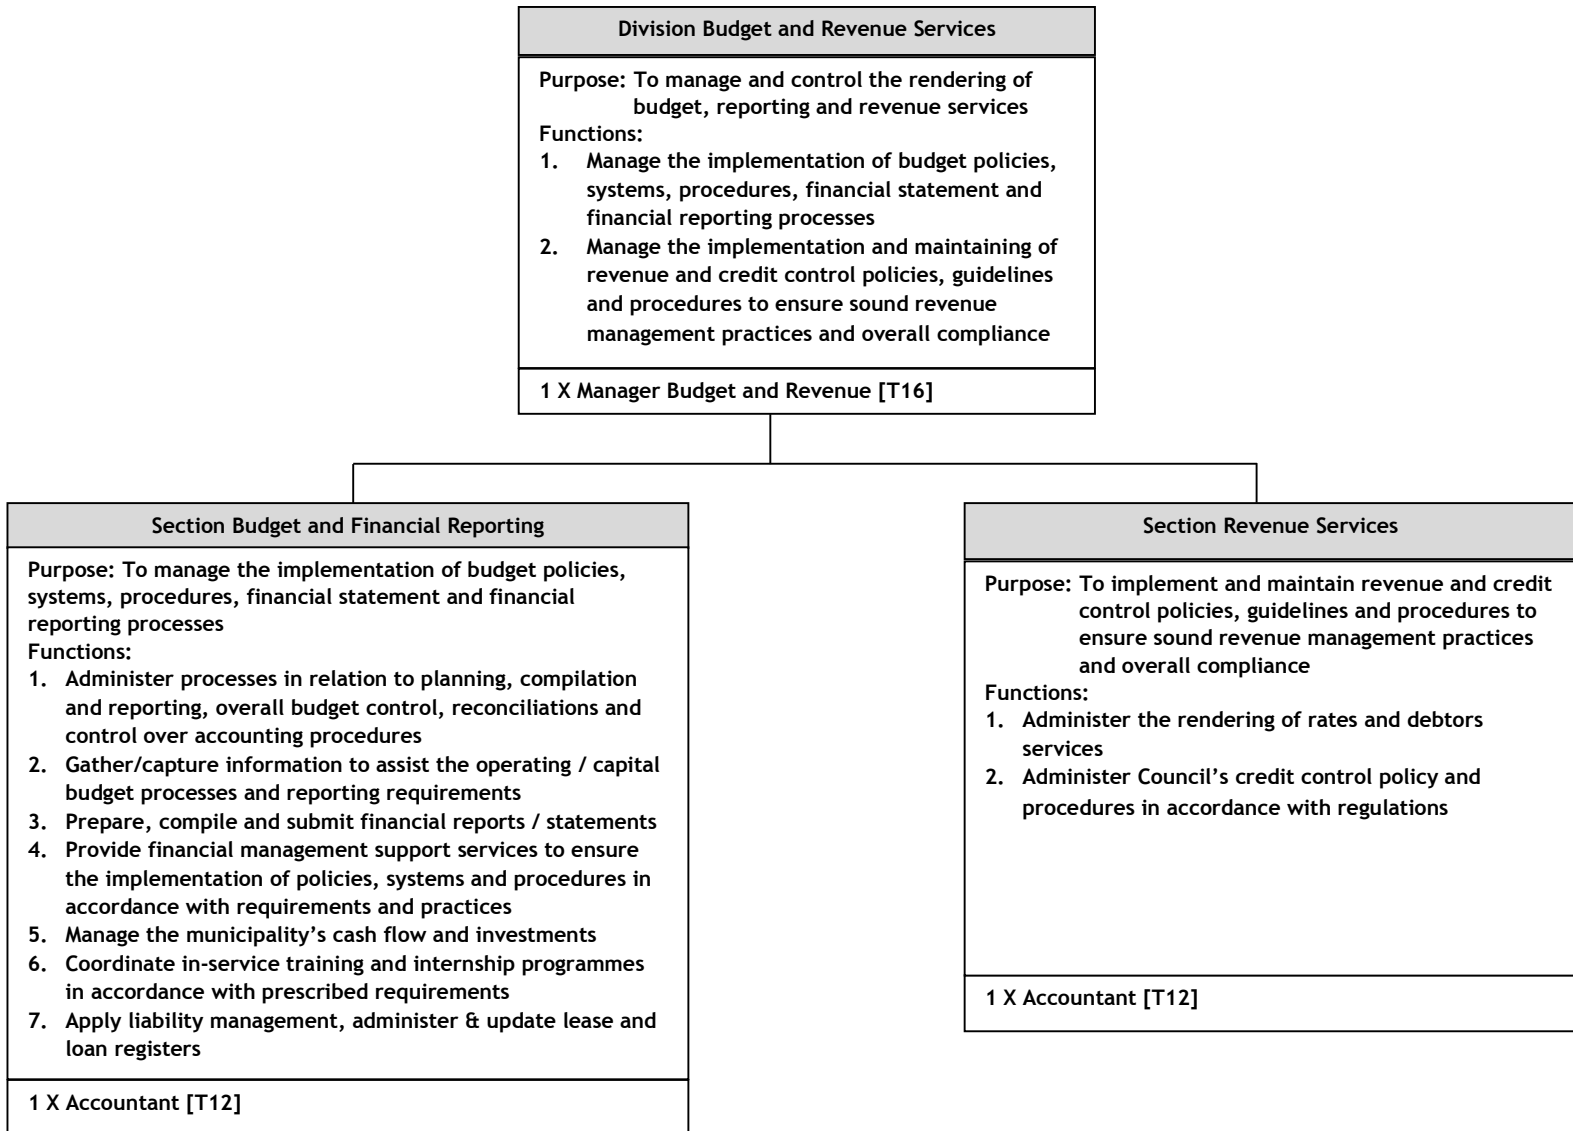 Division Budget and Revenue Services
Purpose: To manage and control the rendering of
budget, reporting and revenue services
Functions:
1. Manage the implementation of budget policies,
systems, procedures, financial statement and
financial reporting processes
2. Manage the implementation and maintaining of
revenue and credit control policies, guidelines
and procedures to ensure sound revenue
management practices and overall compliance
1 X Manager Budget and Revenue [T16]
Section Budget and Financial Reporting
Purpose: To manage the implementation of budget policies,
systems, procedures, financial statement and financial
reporting processes
Functions:
1. Administer processes in relation to planning, compilation
and reporting, overall budget control, reconciliations and
control over accounting procedures
2. Gather/capture information to assist the operating / capital
budget processes and reporting requirements
3. Prepare, compile and submit financial reports / statements
4. Provide financial management support services to ensure
the implementation of policies, systems and procedures in
accordance with requirements and practices
5. Manage the municipality’s cash flow and investments
6. Coordinate in-service training and internship programmes
in accordance with prescribed requirements
7. Apply liability management, administer & update lease and
loan registers
1 X Accountant [T12]
Section Revenue Services
Purpose: To implement and maintain revenue and credit
control policies, guidelines and procedures to
ensure sound revenue management practices
and overall compliance
Functions:
1. Administer the rendering of rates and debtors
services
2. Administer Council’s credit control policy and
procedures in accordance with regulations
1 X Accountant [T12]